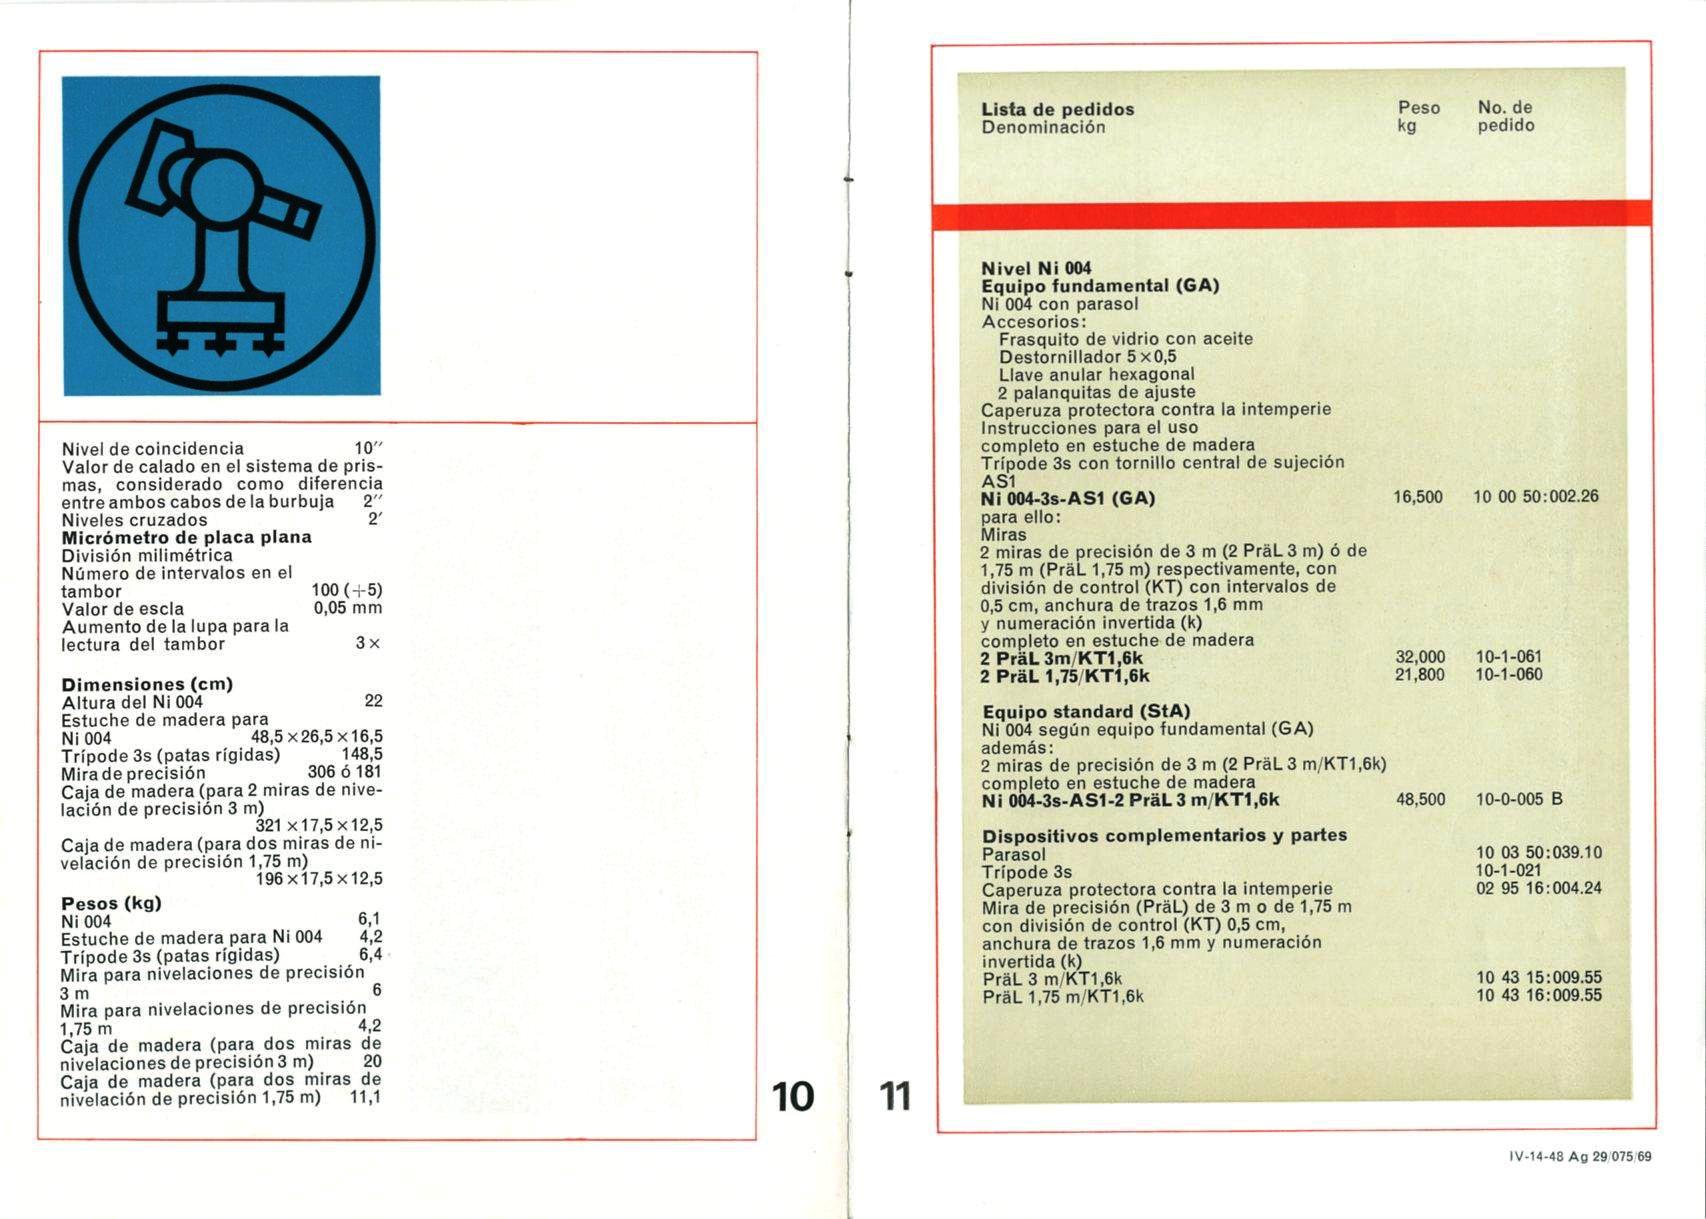 Nivel de coincidencia 10″
Valor de calado en el sistema de pris-
mas, considerado como diferencia
entre ambos cabos de la burbuja 2″
Niveles cruzados 2′
Micrómetro de placa plana
División milimétrica
Número de intervalos en el
tambor 100 (+5)
Valor de escla 0,05 mm
Aumento de la lupa para la
lectura del tambor 3×
Dimensiones (cm)
Altura del Ni 004 22
Estuche de madera para
Ni 004 48,5×26,5×16,5
Trípode 3s (patas rígidas) 148,5
Mira de precisión 306 ó 181
Caja de madera (para 2 miras de nive-
lación de precisión 3 m)
321×17,5×12,5
Caja de madera (para dos miras de ni-
velación de precisión 1,75 m)
196×17,5×12,5
Pesos (kg)
Ni 004 6,1
Estuche de madera para Ni 004 4,2
Trípode 3s (patas rígidas) 6,4
Mira para nivelaciones de precisión
3 m 6
Mira para nivelaciones de precisión
1,75 m 4,2
Caja de madera (para dos miras de
nivelaciones de precisión 3 m) 20
Caja de madera (para dos miras de
nivelación de precisión 1,75 m) 11,1
10
Lista de pedidos Peso No. de
Denominación kg pedido
Nivel Ni 004
Equipo fundamental (GA)
Ni 004 con parasol
Accesorios:
Frasquito de vidrio con aceite
Destornillador 5×0,5
Llave anular hexagonal
2 palanquitas de ajuste
Caperuza protectora contra la intemperie
Instrucciones para el uso
completo en estuche de madera
Trípode 3s con tornillo central de sujeción
AS1
Ni 004-3s-AS1 (GA) 16,500 10 00 50:002.26
para ello:
Miras
2 miras de precisión de 3 m (2 PräL 3 m) ó de
1,75 m (PräL 1,75 m) respectivamente, con
división de control (KT) con intervalos de
0,5 cm, anchura de trazos 1,6 mm
y numeración invertida (k)
completo en estuche de madera
2 PräL 3m/KT1,6k 32,000 10-1-061
2 PräL 1,75/KT1,6k 21,800 10-1-060
Equipo standard (StA)
Ni 004 según equipo fundamental (GA)
además:
2 miras de precisión de 3 m (2 PräL 3 m/KT1,6k)
completo en estuche de madera
Ni 004-3s-AS1-2 PräL 3 m/KT1,6k 48,500 10-0-005 B
Dispositivos complementarios y partes
Parasol 10 03 50:039.10
Trípode 3s 10-1-021
Caperuza protectora contra la intemperie 02 95 16:004.24
Mira de precisión (PräL) de 3 m o de 1,75 m
con división de control (KT) 0,5 cm,
anchura de trazos 1,6 mm y numeración
invertida (k)
PräL 3 m/KT1,6k 10 43 15:009.55
PräL 1,75 m/KT1,6k 10 43 16:009.55
11
IV-14-48 Ag 29/075/69